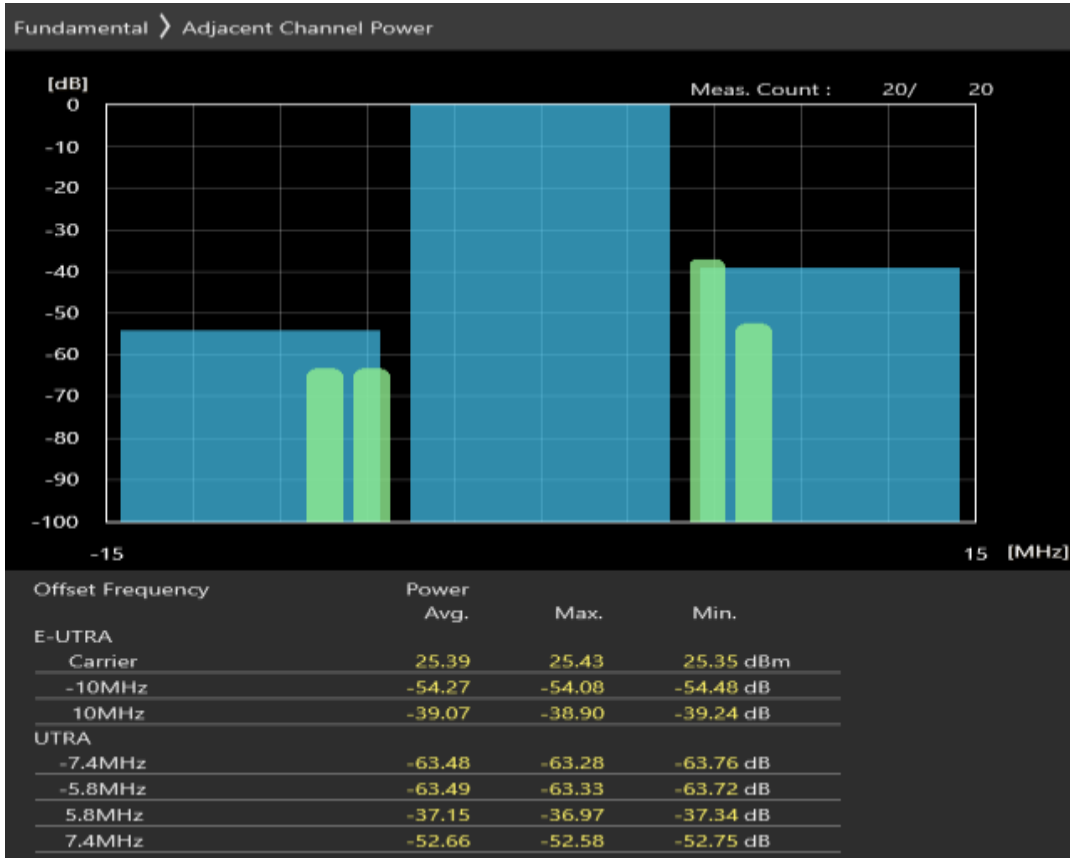 Fundamental 〉 Adjacent Channel Power
[dB]
Meas. Count : 20/ 20
0
-10
-20
-30
-40
-50
-60
-70
-80
-90
-100
-15 15 [MHz]
Offset Frequency Power
Avg. Max. Min.
E-UTRA
Carrier 25.39 25.43 25.35 dBm
-10MHz -54.27 -54.08 -54.48 dB
10MHz -39.07 -38.90 -39.24 dB
UTRA
-7.4MHz -63.48 -63.28 -63.76 dB
-5.8MHz -63.49 -63.33 -63.72 dB
5.8MHz -37.15 -36.97 -37.34 dB
7.4MHz -52.66 -52.58 -52.75 dB